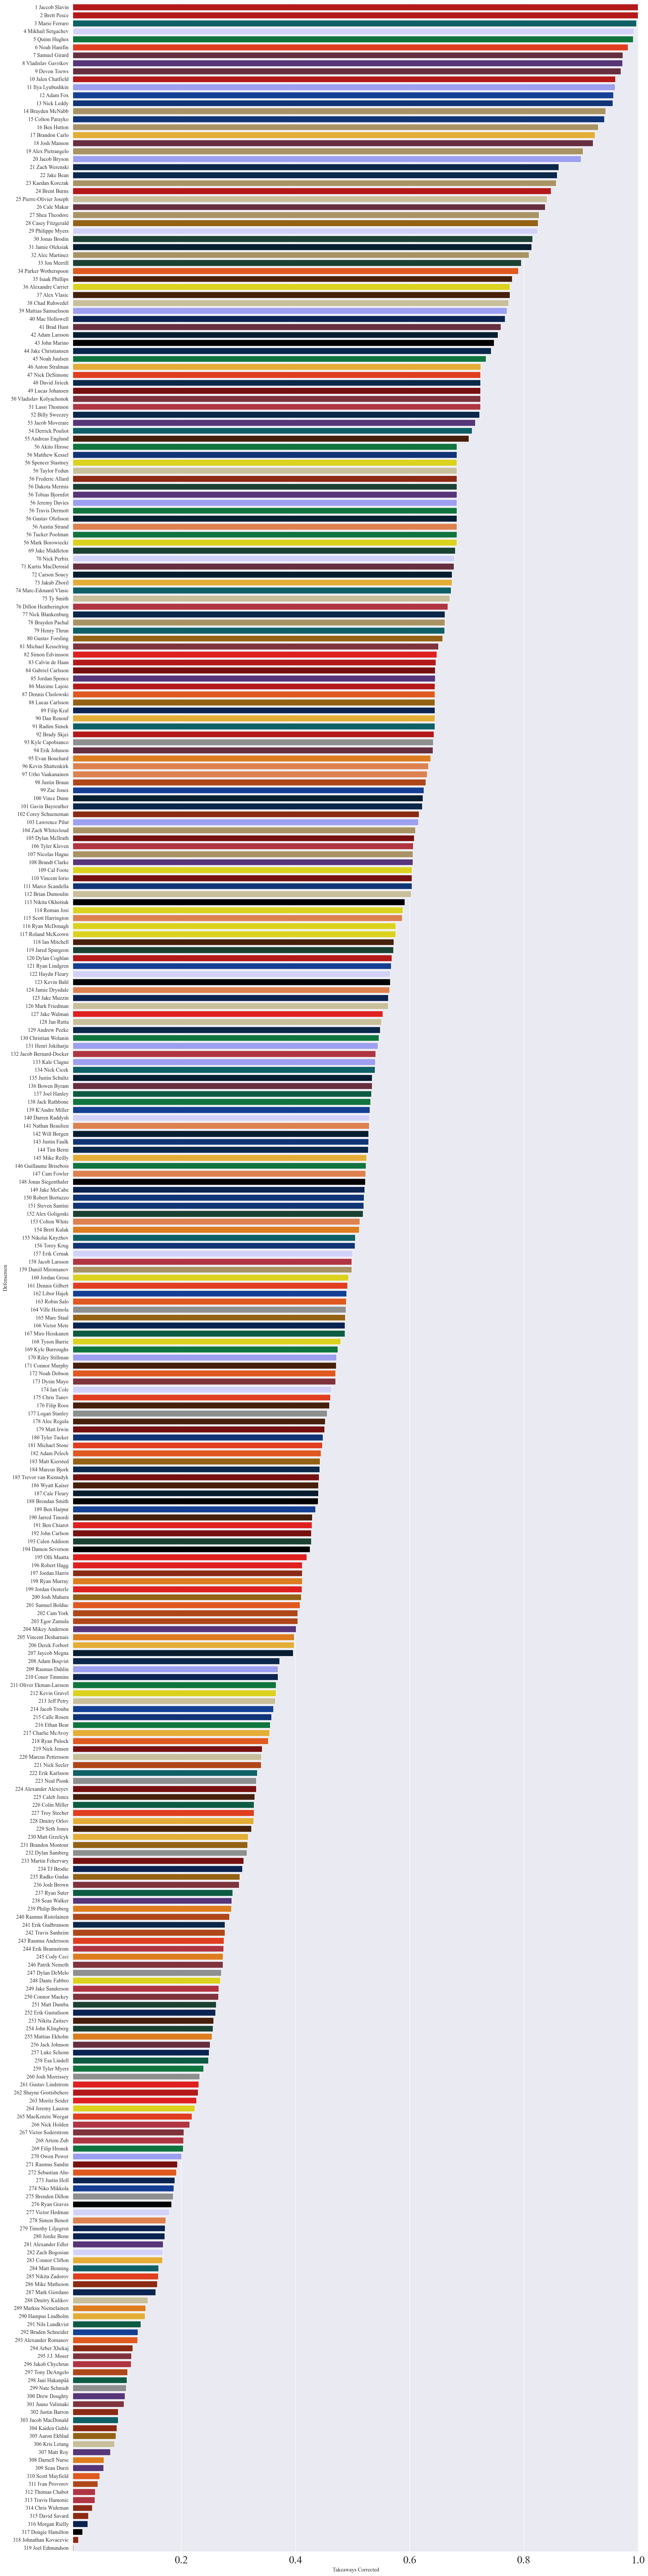 Defensemen
1 Jaccob Slavin
2 Brett Pesce
3 Mario Ferraro
4 Mikhail Sergachev
5 Quinn Hughes
6 Noah Hanifin
7 Samuel Girard
8 Vladislav Gavrikov
9 Devon Toews
10 Jalen Chatfield
11 Ilya Lyubushkin
12 Adam Fox
13 Nick Leddy
14 Brayden McNabb
15 Colton Parayko
16 Ben Hutton
17 Brandon Carlo
18 Josh Manson
19 Alex Pietrangelo
20 Jacob Bryson
21 Zach Werenski
22 Jake Bean
23 Kaedan Korczak
24 Brent Burns
25 Pierre-Olivier Joseph
26 Cale Makar
27 Shea Theodore
28 Casey Fitzgerald
29 Philippe Myers
30 Jonas Brodin
31 Jamie Oleksiak
32 Alec Martinez
33 Jon Merrill
34 Parker Wotherspoon
35 Isaak Phillips
36 Alexandre Carrier
37 Alex Vlasic
38 Chad Ruhwedel
39 Mattias Samuelsson
40 Mac Hollowell
41 Brad Hunt
42 Adam Larsson
43 John Marino
44 Jake Christiansen
45 Noah Juulsen
46 Anton Stralman
47 Nick DeSimone
48 David Jiricek
49 Lucas Johansen
50 Vladislav Kolyachonok
51 Lassi Thomson
52 Billy Sweezey
53 Jacob Moverare
54 Derrick Pouliot
55 Andreas Englund
56 Akito Hirose
56 Matthew Kessel
56 Spencer Stastney
56 Taylor Fedun
56 Frederic Allard
56 Dakota Mermis
56 Tobias Bjornfot
56 Jeremy Davies
56 Travis Dermott
56 Gustav Olofsson
56 Austin Strand
56 Tucker Poolman
56 Mark Borowiecki
69 Jake Middleton
70 Nick Perbix
71 Kurtis MacDermid
72 Carson Soucy
73 Jakub Zboril
74 Marc-Edouard Vlasic
75 Ty Smith
76 Dillon Heatherington
77 Nick Blankenburg
78 Brayden Pachal
79 Henry Thrun
80 Gustav Forsling
81 Michael Kesselring
82 Simon Edvinsson
83 Calvin de Haan
84 Gabriel Carlsson
85 Jordan Spence
86 Maxime Lajoie
87 Dennis Cholowski
88 Lucas Carlsson
89 Filip Kral
90 Dan Renouf
91 Radim Simek
92 Brady Skjei
93 Kyle Capobianco
94 Erik Johnson
95 Evan Bouchard
96 Kevin Shattenkirk
97 Urho Vaakanainen
98 Justin Braun
99 Zac Jones
100 Vince Dunn
101 Gavin Bayreuther
102 Corey Schueneman
103 Lawrence Pilut
104 Zach Whitecloud
105 Dylan McIlrath
106 Tyler Kleven
107 Nicolas Hague
108 Brandt Clarke
109 Cal Foote
110 Vincent Iorio
111 Marco Scandella
112 Brian Dumoulin
113 Nikita Okhotiuk
114 Roman Josi
115 Scott Harrington
116 Ryan McDonagh
117 Roland McKeown
118 Ian Mitchell
119 Jared Spurgeon
120 Dylan Coghlan
121 Ryan Lindgren
122 Haydn Fleury
123 Kevin Bahl
124 Jamie Drysdale
125 Jake Muzzin
126 Mark Friedman
127 Jake Walman
128 Jan Rutta
129 Andrew Peeke
130 Christian Wolanin
131 Henri Jokiharju
132 Jacob Bernard-Docker
133 Kale Clague
134 Nick Cicek
135 Justin Schultz
136 Bowen Byram
137 Joel Hanley
138 Jack Rathbone
139 K'Andre Miller
140 Darren Raddysh
141 Nathan Beaulieu
142 Will Borgen
143 Justin Faulk
144 Tim Berni
145 Mike Reilly
146 Guillaume Brisebois
147 Cam Fowler
148 Jonas Siegenthaler
149 Jake McCabe
150 Robert Bortuzzo
151 Steven Santini
152 Alex Goligoski
153 Colton White
154 Brett Kulak
155 Nikolai Knyzhov
156 Torey Krug
157 Erik Cernak
158 Jacob Larsson
159 Daniil Miromanov
160 Jordan Gross
161 Dennis Gilbert
162 Libor Hajek
163 Robin Salo
164 Ville Heinola
165 Marc Staal
166 Victor Mete
167 Miro Heiskanen
168 Tyson Barrie
169 Kyle Burroughs
170 Riley Stillman
171 Connor Murphy
172 Noah Dobson
173 Dysin Mayo
174 Ian Cole
175 Chris Tanev
176 Filip Roos
177 Logan Stanley
178 Alec Regula
179 Matt Irwin
180 Tyler Tucker
181 Michael Stone
182 Adam Pelech
183 Matt Kiersted
184 Marcus Bjork
185 Trevor van Riemsdyk
186 Wyatt Kaiser
187 Cale Fleury
188 Brendan Smith
189 Ben Harpur
190 Jarred Tinordi
191 Ben Chiarot
192 John Carlson
193 Calen Addison
194 Damon Severson
195 Olli Maatta
196 Robert Hagg
197 Jordan Harris
198 Ryan Murray
199 Jordan Oesterle
200 Josh Mahura
201 Samuel Bolduc
202 Cam York
203 Egor Zamula
204 Mikey Anderson
205 Vincent Desharnais
206 Derek Forbort
207 Jaycob Megna
208 Adam Boqvist
209 Rasmus Dahlin
210 Conor Timmins
211 Oliver Ekman-Larsson
212 Kevin Gravel
213 Jeff Petry
214 Jacob Trouba
215 Calle Rosen
216 Ethan Bear
217 Charlie McAvoy
218 Ryan Pulock
219 Nick Jensen
220 Marcus Pettersson
221 Nick Seeler
222 Erik Karlsson
223 Neal Pionk
224 Alexander Alexeyev
225 Caleb Jones
226 Colin Miller
227 Troy Stecher
228 Dmitry Orlov
229 Seth Jones
230 Matt Grzelcyk
231 Brandon Montour
232 Dylan Samberg
233 Martin Fehervary
234 TJ Brodie
235 Radko Gudas
236 Josh Brown
237 Ryan Suter
238 Sean Walker
239 Philip Broberg
240 Rasmus Ristolainen
241 Erik Gudbranson
242 Travis Sanheim
243 Rasmus Andersson
244 Erik Brannstrom
245 Cody Ceci
246 Patrik Nemeth
247 Dylan DeMelo
248 Dante Fabbro
249 Jake Sanderson
250 Connor Mackey
251 Matt Dumba
252 Erik Gustafsson
253 Nikita Zaitsev
254 John Klingberg
255 Mattias Ekholm
256 Jack Johnson
257 Luke Schenn
258 Esa Lindell
259 Tyler Myers
260 Josh Morrissey
261 Gustav Lindstrom
262 Shayne Gostisbehere
263 Moritz Seider
264 Jeremy Lauzon
265 MacKenzie Weegar
266 Nick Holden
267 Victor Soderstrom
268 Artem Zub
269 Filip Hronek
270 Owen Power
271 Rasmus Sandin
272 Sebastian Aho
273 Justin Holl
274 Niko Mikkola
275 Brenden Dillon
276 Ryan Graves
277 Victor Hedman
278 Simon Benoit
279 Timothy Liljegren
280 Jordie Benn
281 Alexander Edler
282 Zach Bogosian
283 Connor Clifton
284 Matt Benning
285 Nikita Zadorov
286 Mike Matheson
287 Mark Giordano
288 Dmitry Kulikov
289 Markus Niemelainen
290 Hampus Lindholm
291 Nils Lundkvist
292 Braden Schneider
293 Alexander Romanov
294 Arber Xhekaj
295 J.J. Moser
296 Jakob Chychrun
297 Tony DeAngelo
298 Jani Hakanpää
299 Nate Schmidt
300 Drew Doughty
301 Juuso Valimaki
302 Justin Barron
303 Jacob MacDonald
304 Kaiden Guhle
305 Aaron Ekblad
306 Kris Letang
307 Matt Roy
308 Darnell Nurse
309 Sean Durzi
310 Scott Mayfield
311 Ivan Provorov
312 Thomas Chabot
313 Travis Hamonic
314 Chris Wideman
315 David Savard
316 Morgan Rielly
317 Dougie Hamilton
318 Johnathan Kovacevic
319 Joel Edmundson
0.2 0.4 0.6 0.8 1.0
Takeaways Corrected